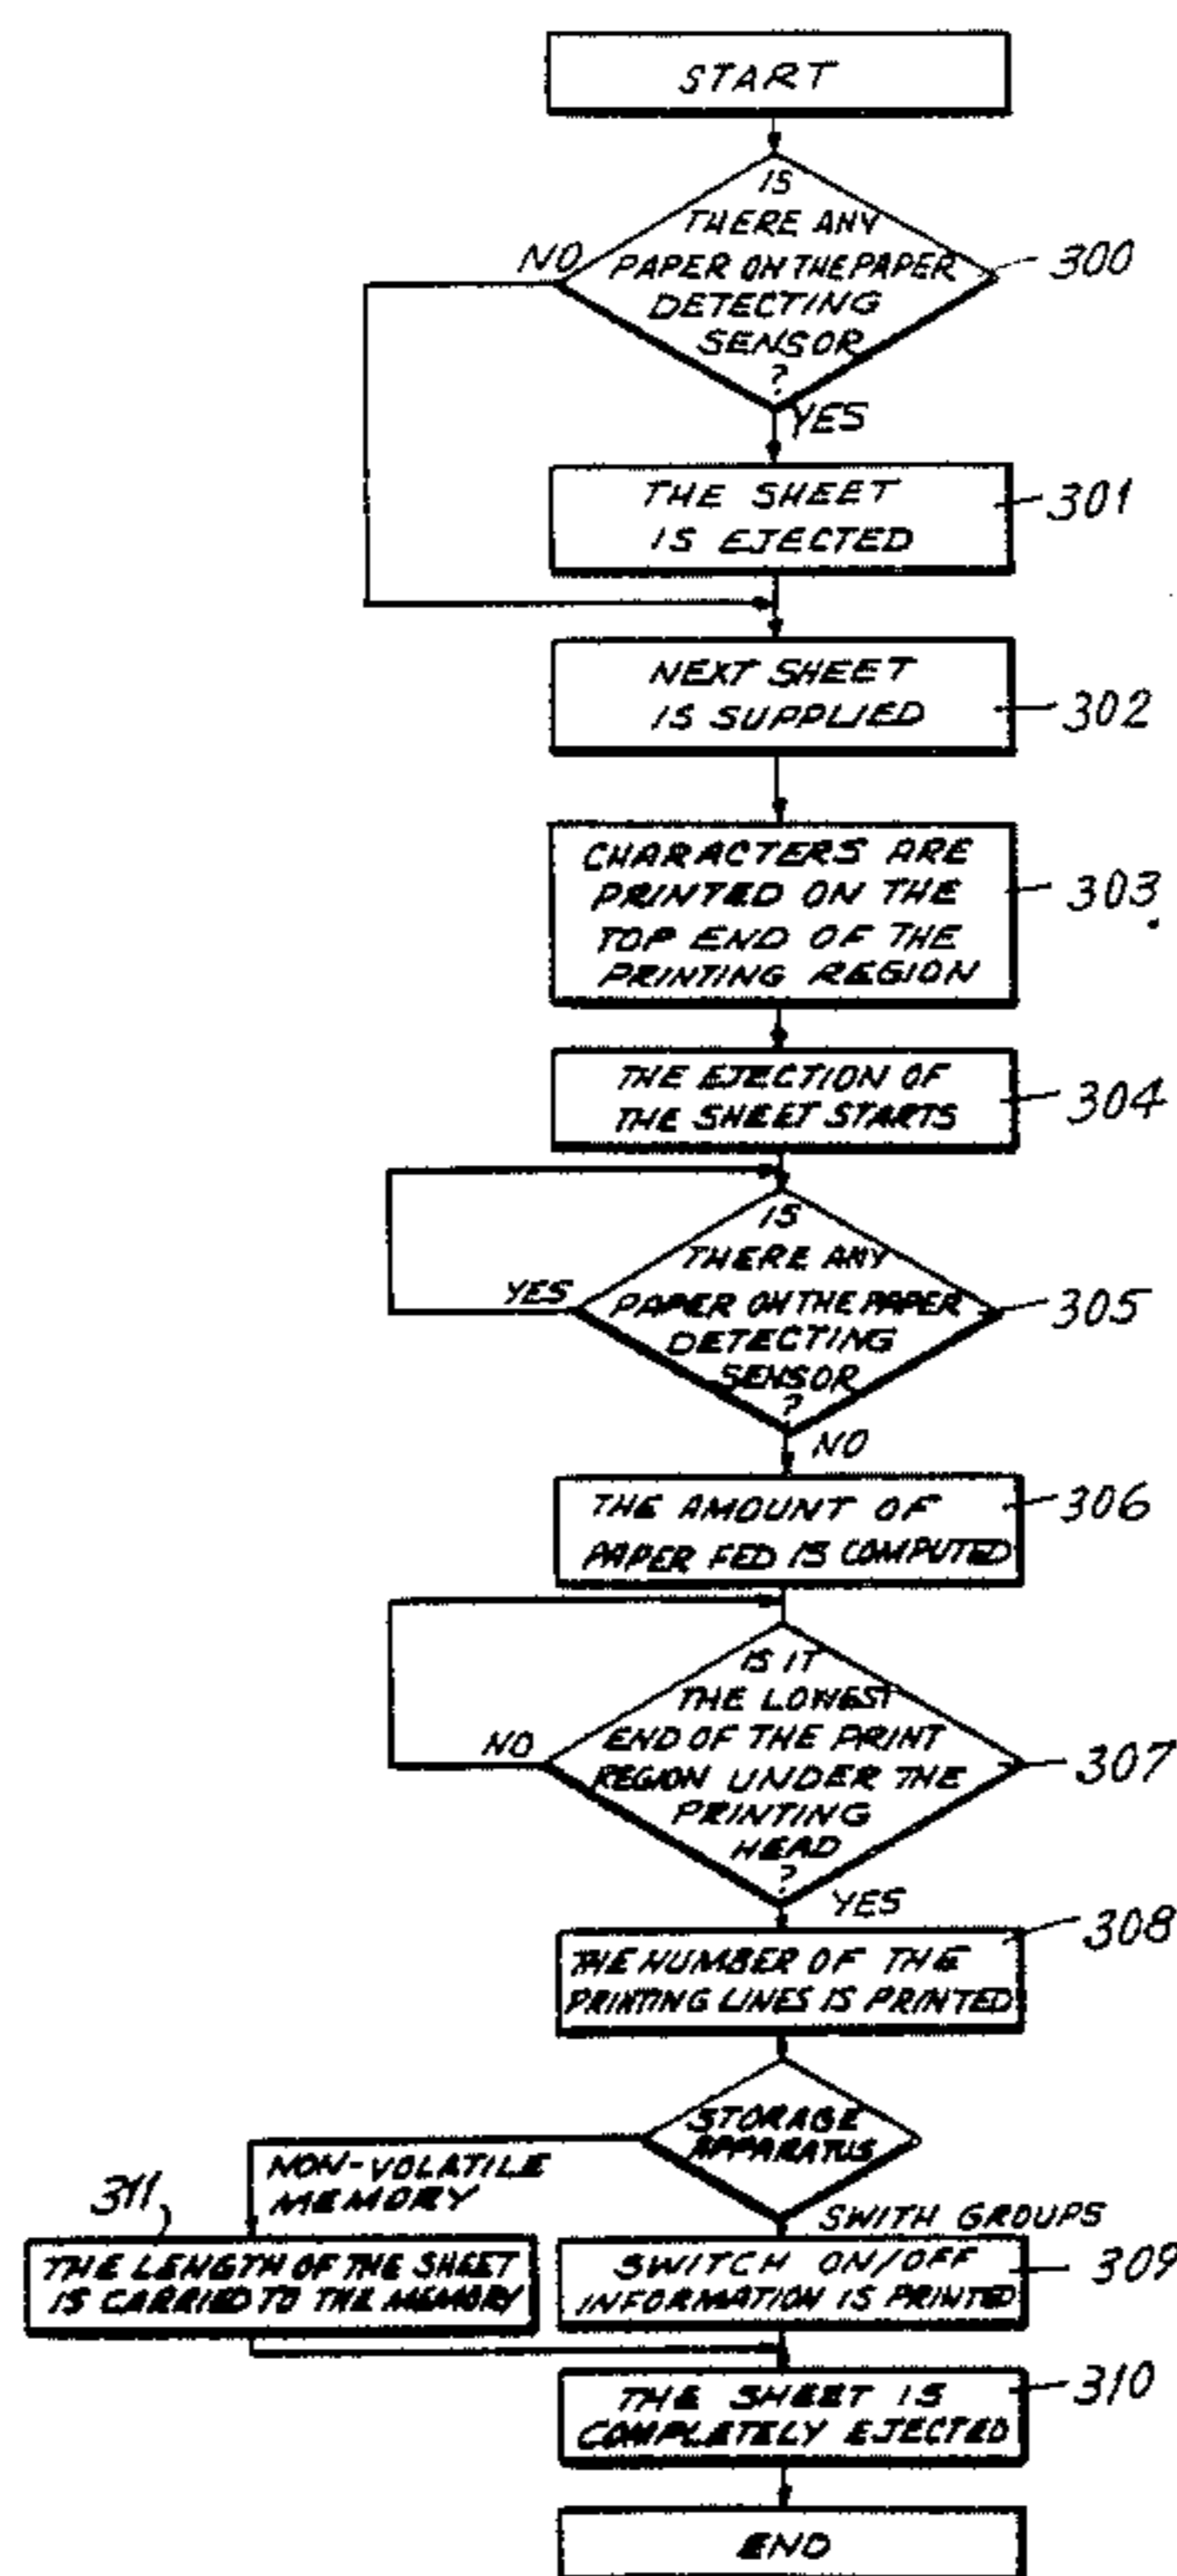 START
IS
THERE ANY
PAPER ON THE PAPER
DETECTING
SENSOR
?
NO
300
YES
THE SHEET
IS EJECTED
301
NEXT SHEET
IS SUPPLIED
302
CHARACTERS ARE
PRINTED ON THE
TOP END OF THE
PRINTING REGION
303
THE EJECTION OF
THE SHEET STARTS
304
IS
THERE ANY
PAPER ON THE PAPER
DETECTING
SENSOR
?
YES
305
NO
THE AMOUNT OF
PAPER FED IS COMPUTED
306
IS IT
THE LOWEST
END OF THE PRINT
REGION UNDER THE
PRINTING
HEAD
?
NO
307
YES
THE NUMBER OF THE
PRINTING LINES IS PRINTED
308
STORAGE
APPARATUS
NON-VOLATILE
MEMORY
311
THE LENGTH OF THE SHEET
IS CARRIED TO THE MEMORY
SWITH GROUPS
SWITCH ON/OFF
INFORMATION IS PRINTED
309
THE SHEET IS
COMPLETELY EJECTED
310
END